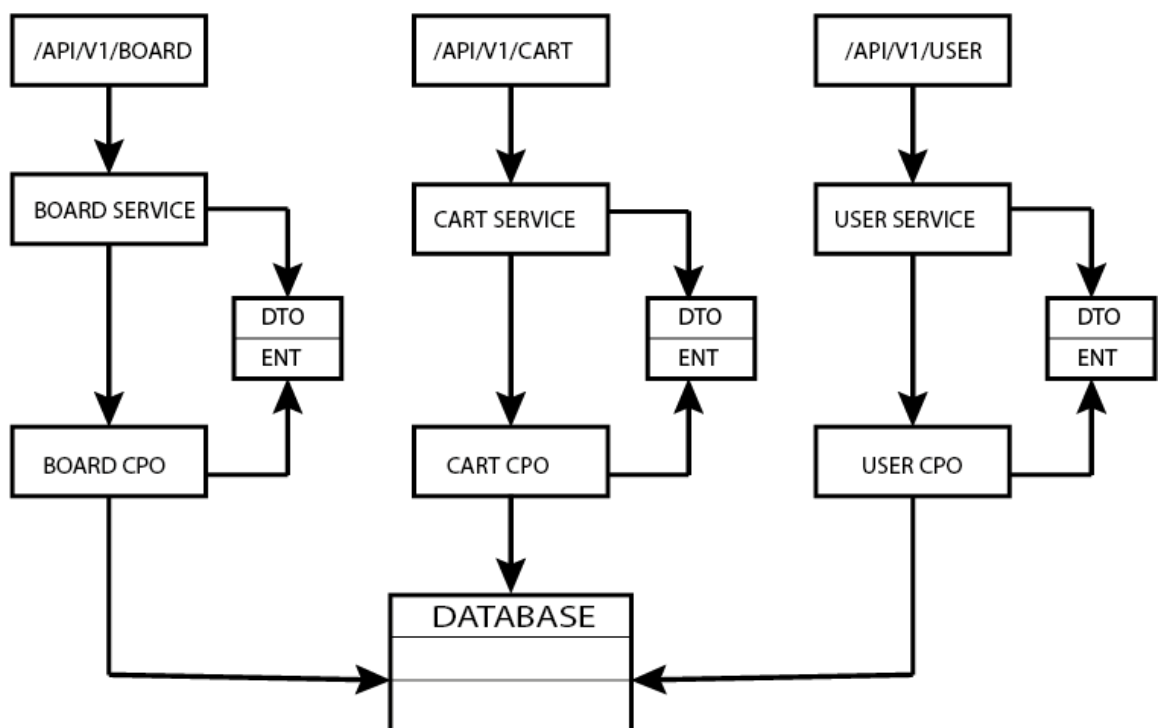 /API/V1/BOARD
/API/V1/CART
/API/V1/USER
BOARD SERVICE
CART SERVICE
USER SERVICE
DTO
ENT
DTO
ENT
DTO
ENT
BOARD CPO
CART CPO
USER CPO
DATABASE